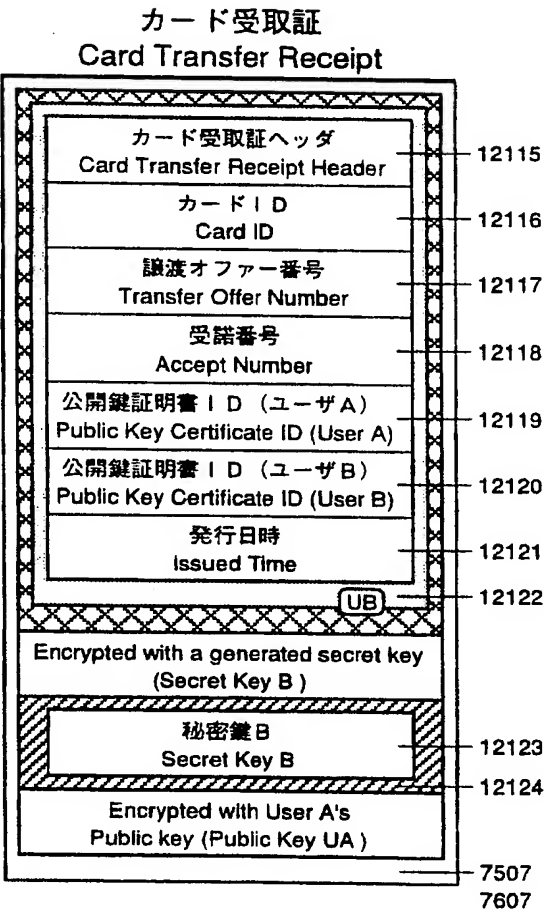 カード受取証
Card Transfer Receipt
カード受取証ヘッダ
Card Transfer Receipt Header
12115
カードID
Card ID
12116
譲渡オファー番号
Transfer Offer Number
12117
受諾番号
Accept Number
12118
公開鍵証明書ID(ユーザA)
Public Key Certificate ID (User A)
12119
公開鍵証明書ID(ユーザB)
Public Key Certificate ID (User B)
12120
発行日時
Issued Time
12121
UB
12122
Encrypted with a generated secret key
(Secret Key B )
秘密鍵B
Secret Key B
12123
12124
Encrypted with User A's
Public key (Public Key UA )
7507
7607